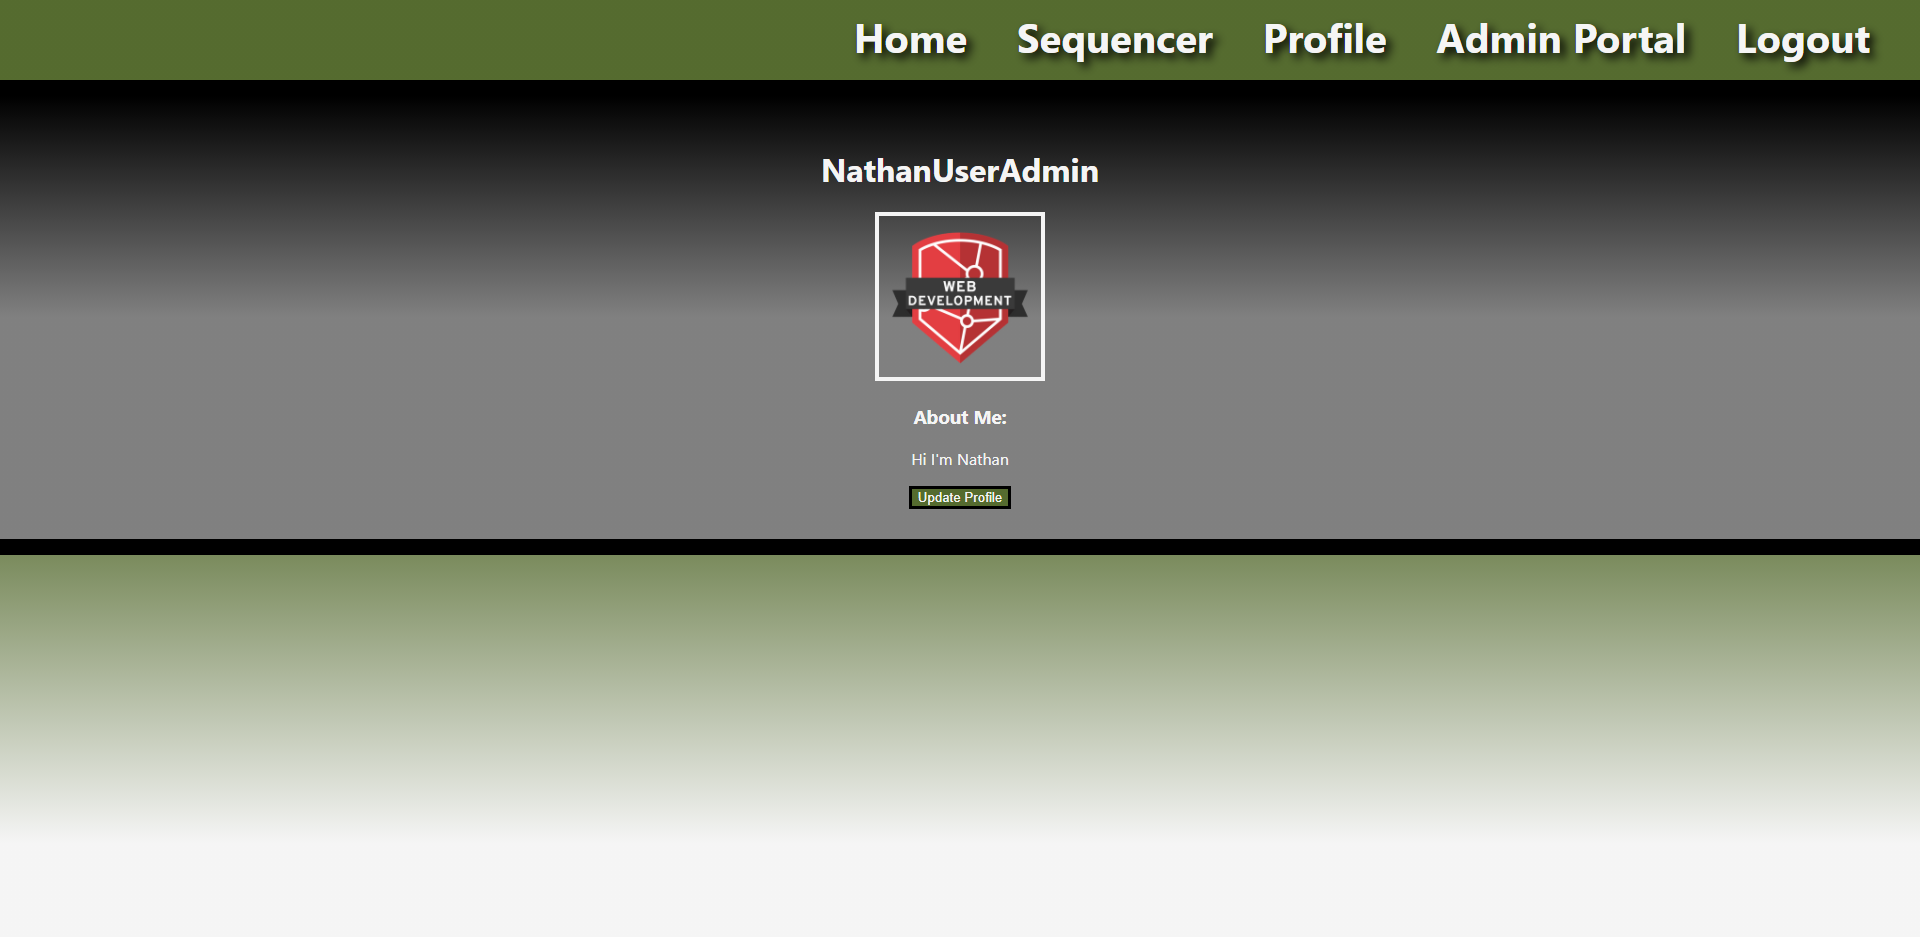 Home Sequencer Profile Admin Portal Logout
NathanUserAdmin
WEB
DEVELOPMENT
About Me:
Hi I'm Nathan
Update Profile